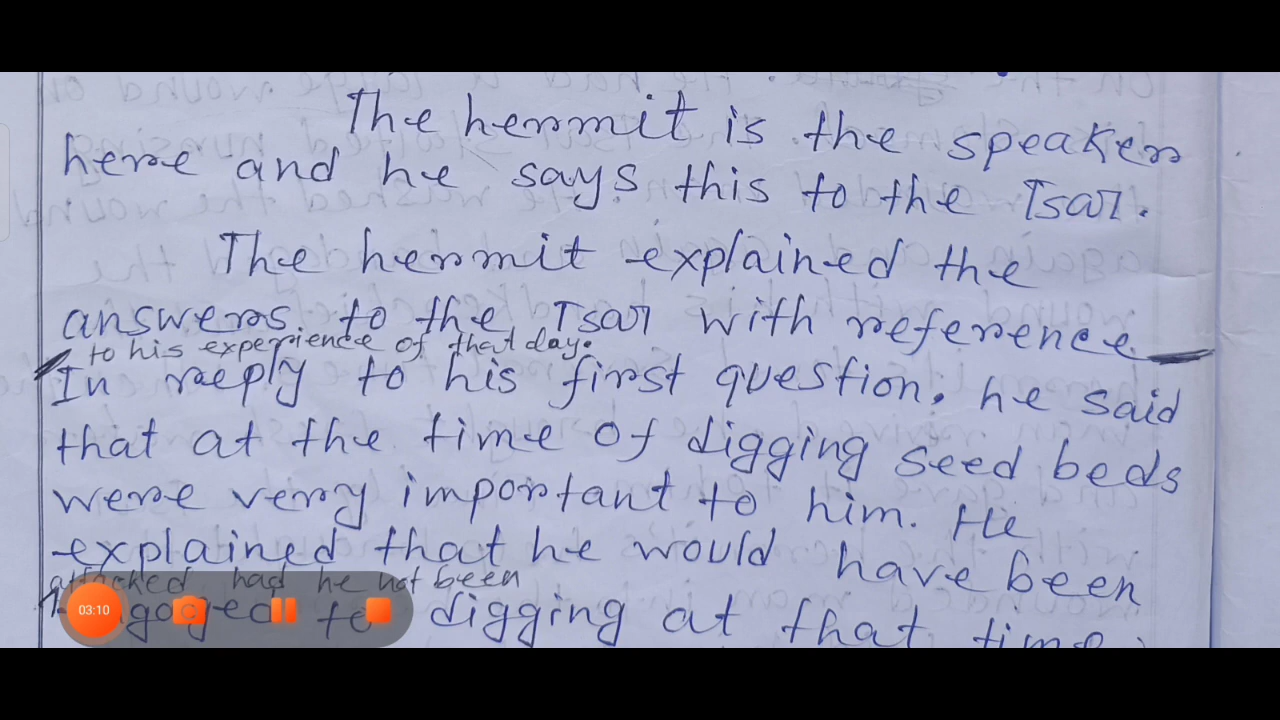 The hermit is the speaker
here and he says this to the Tsar.
The hermit explained the
answers. to the Tsar with reference
to his experience of that day.
In reply to his first question. he said
that at the time of digging seed beds
were very important to him. He
explained that he would have been
attacked had he not been
to digging at that time
03:10